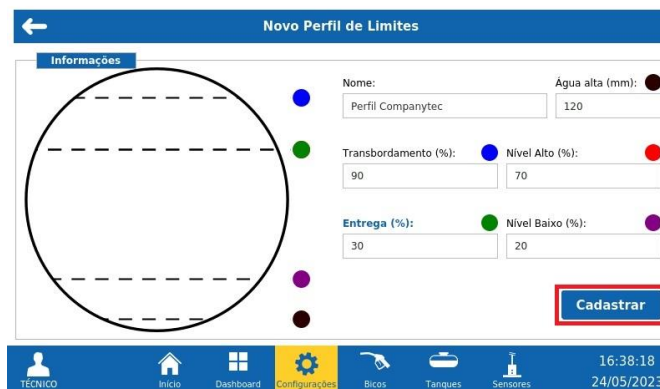 Novo Perfil de Limites
Informações
Nome:
Água alta (mm):
Perfil Companytec
120
Transbordamento (%):
Nível Alto (%):
90
70
Entrega (%):
Nível Baixo (%):
30
20
Cadastrar
TÉCNICO
Início
Dashboard
Configurações
Bicos
Tanques
Sensores
16:38:18
24/05/2023